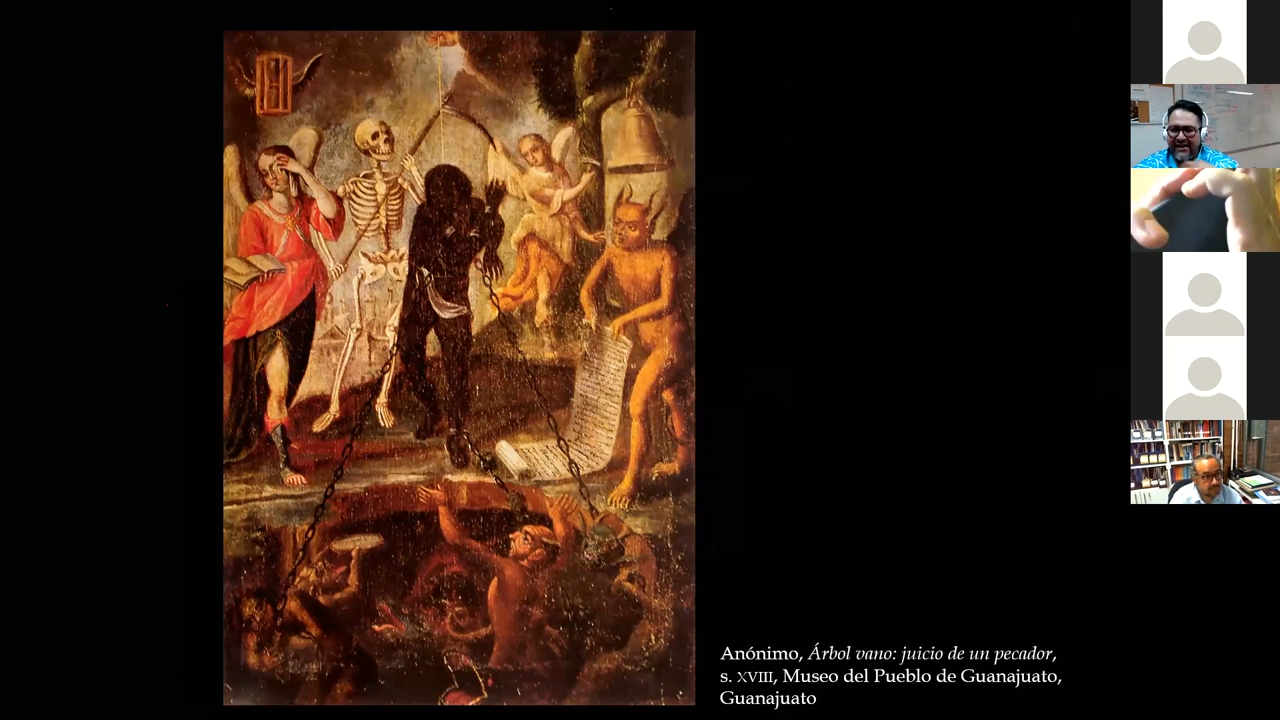 Anónimo, Árbol vano: juicio de un pecador,
s. XVIII, Museo del Pueblo de Guanajuato,
Guanajuato